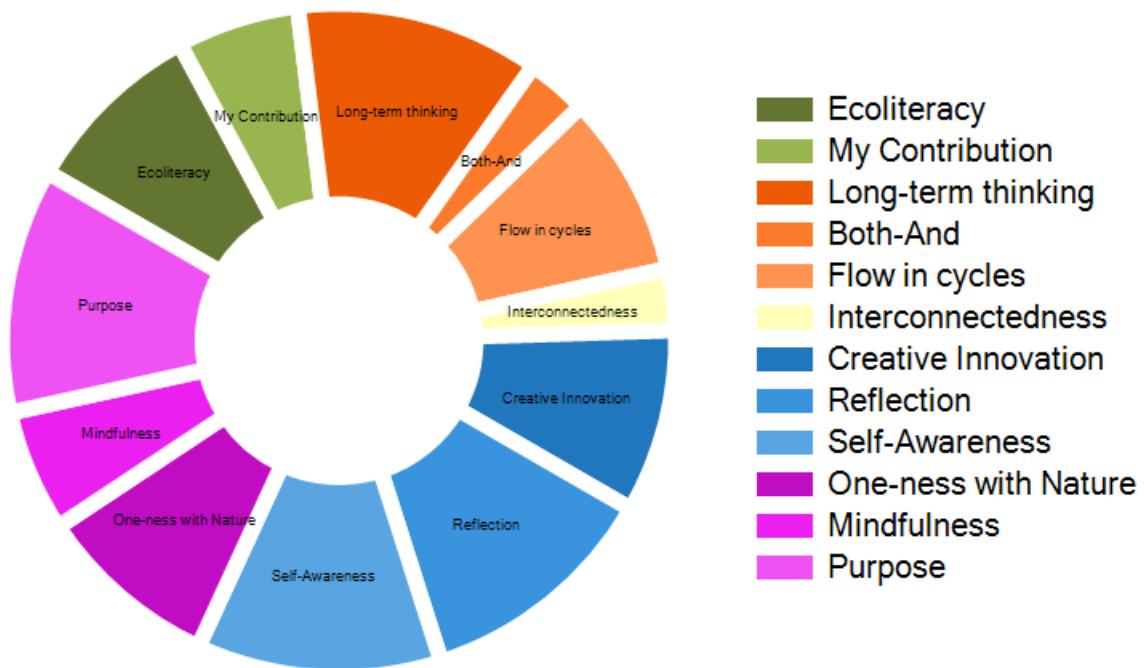 My Contribution
Long-term thinking
Both-And
Ecoliteracy
Flow in cycles
Purpose
Interconnectedness
Creative Innovation
Mindfulness
One-ness with Nature
Reflection
Self-Awareness
Ecoliteracy
My Contribution
Long-term thinking
Both-And
Flow in cycles
Interconnectedness
Creative Innovation
Reflection
Self-Awareness
One-ness with Nature
Mindfulness
Purpose